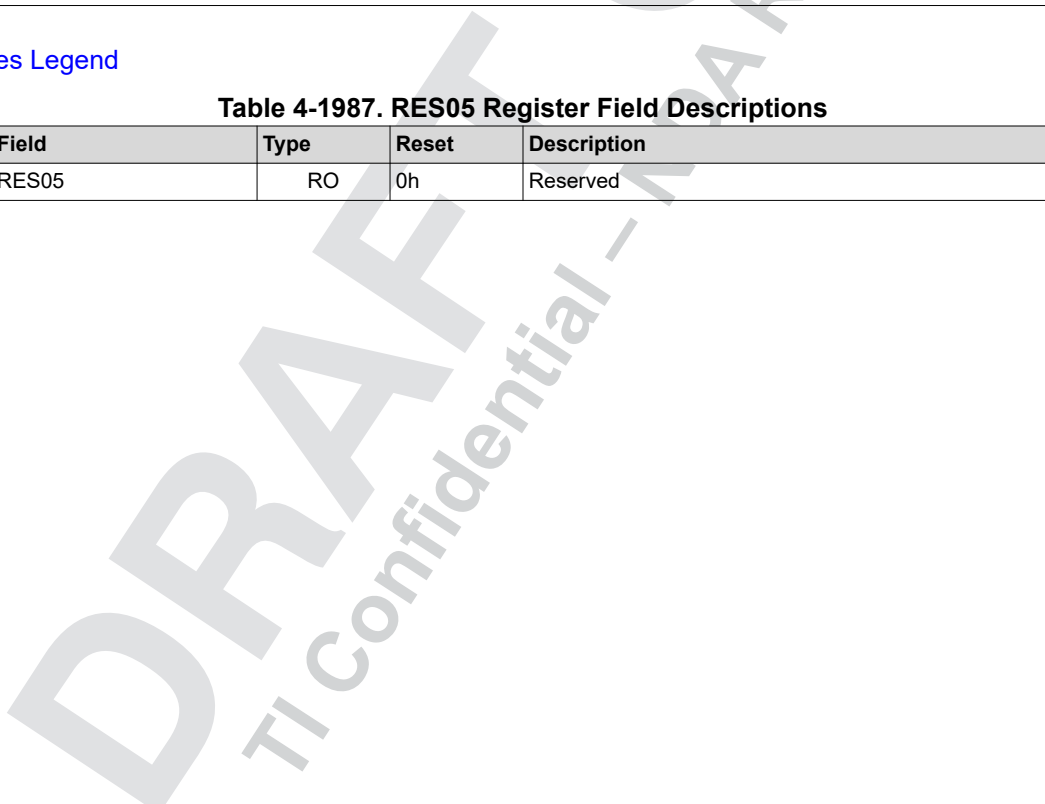 es Legend
Table 4-1987. RES05 Register Field Descriptions
Field Type Reset Description
RES05 RO 0h Reserved
DRAFT
TI Confidential – NDA